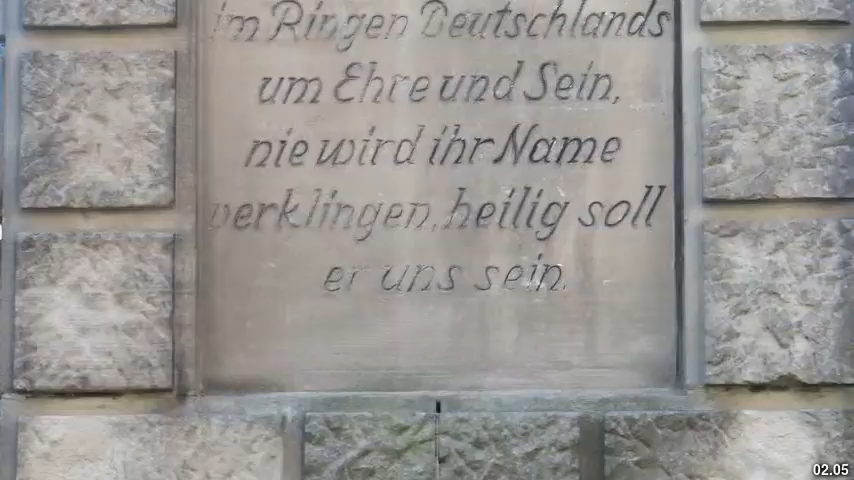 im Ringen Deutschlands
um Ehre und Sein,
nie wird ihr Name
verklingen, heilig soll
er uns sein.
02.05